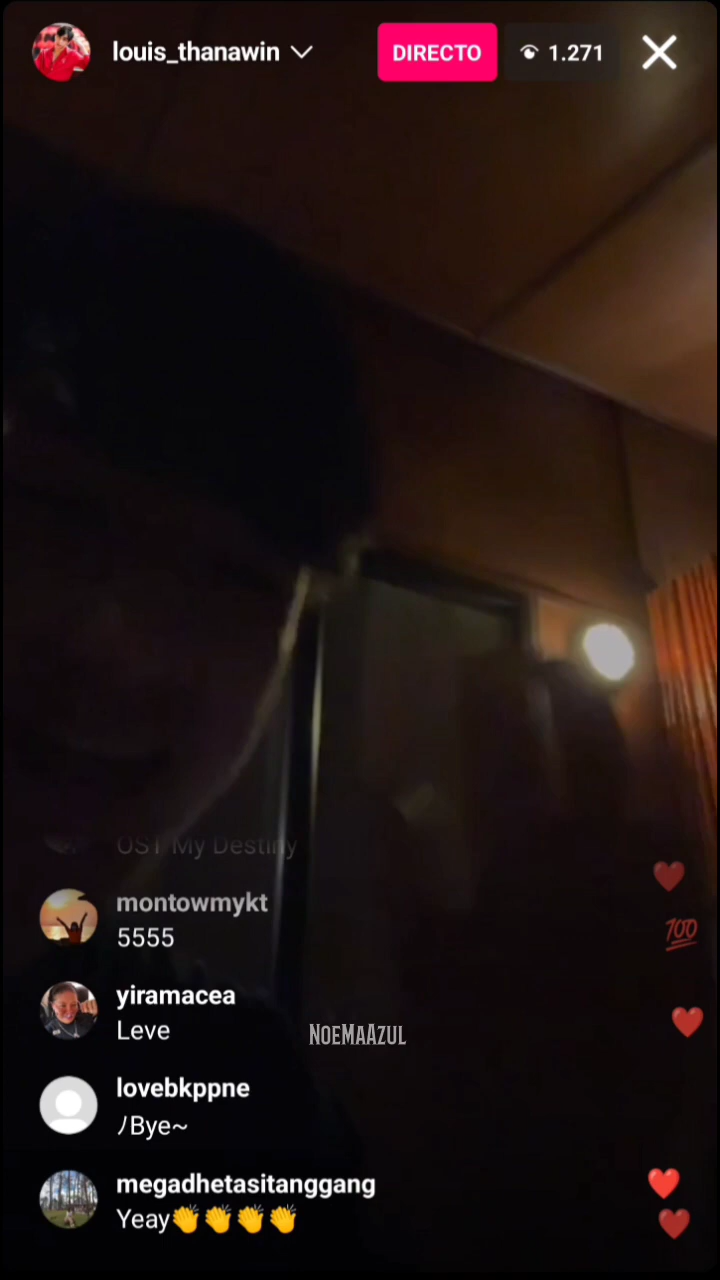 louis_thanawin
DIRECTO
1.271
OST My Destiny
montowmykt
5555
yiramacea
Leve
NOEMAAZUL
lovebkppne
ノBye~
megadhetasitanggang
Yeay👏👏👏👏
💯